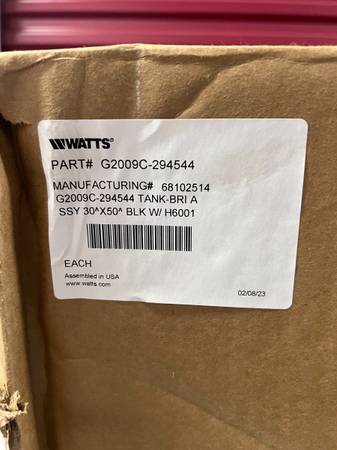 WATTS®
PART# G2009C-294544
MANUFACTURING# 68102514
G2009C-294544 TANK-BRI A
SSY 30^X50^ BLK W/ H6001
EACH
Assembled in USA
www.watts.com
02/08/23